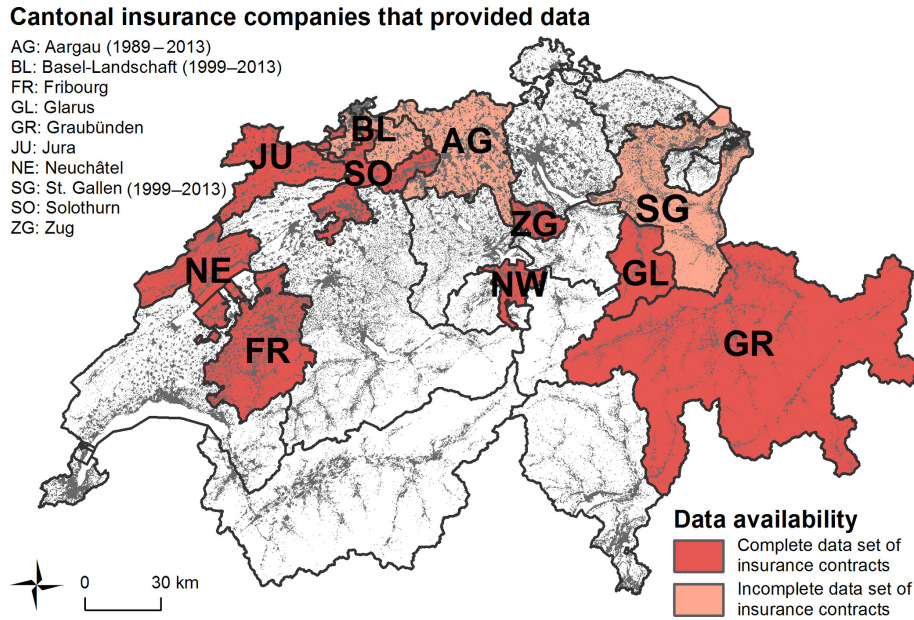 Cantonal insurance companies that provided data
AG: Aargau (1989–2013)
BL: Basel-Landschaft (1999–2013)
FR: Fribourg
GL: Glarus
GR: Graubünden
JU: Jura
NE: Neuchâtel
SG: St. Gallen (1999–2013)
SO: Solothurn
ZG: Zug
BL
AG
JU
SO
SG
ZG
NE
GL
NW
FR
GR
Data availability
Complete data set of
insurance contracts
Incomplete data set of
insurance contracts
0 30 km